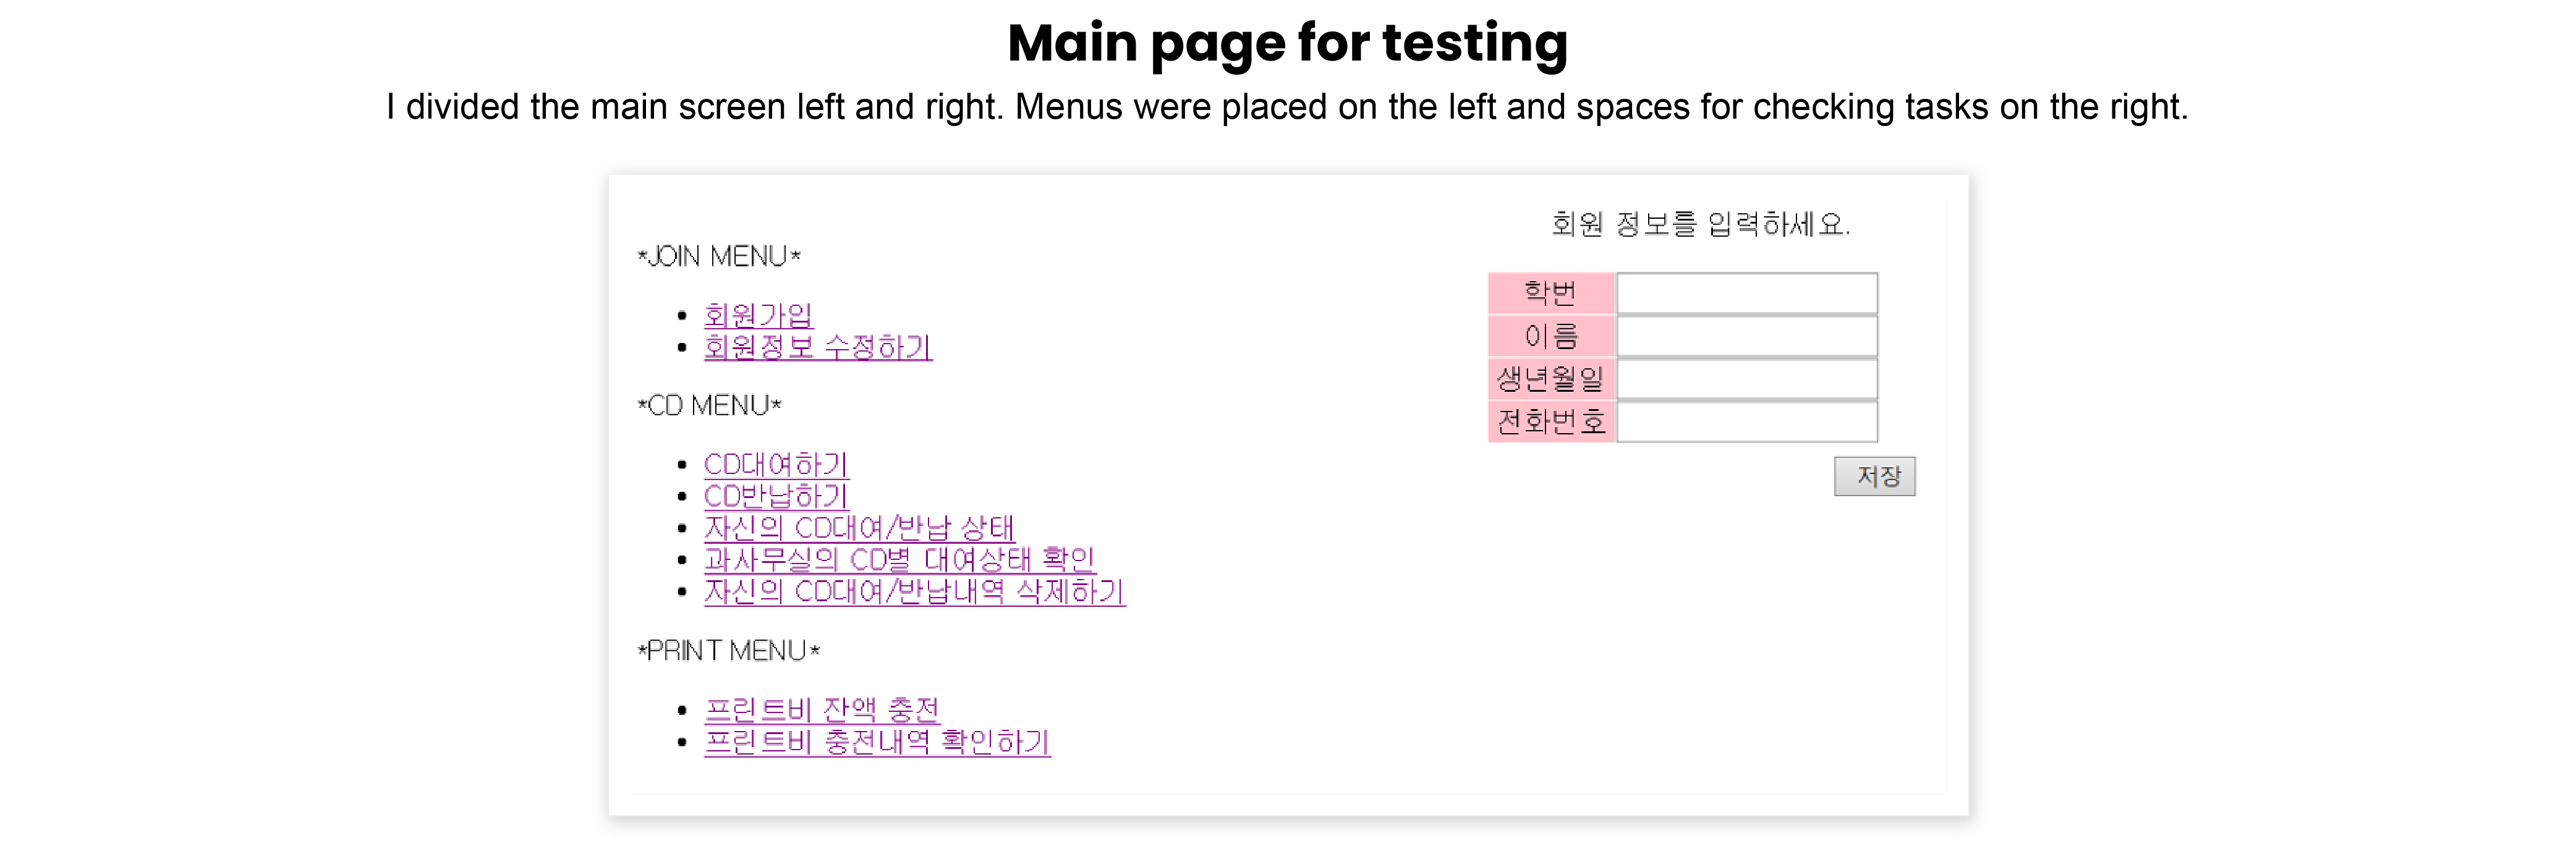 Main page for testing
I divided the main screen left and right. Menus were placed on the left and spaces for checking tasks on the right.
*JOIN MENU*
회원가입
회원정보 수정하기
*CD MENU*
CD대여하기
CD반납하기
자신의 CD대여/반납 상태
과사무실의 CD별 대여상태 확인
자신의 CD대여/반납내역 삭제하기
*PRINT MENU*
프린트비 잔액 충전
프린트비 충전내역 확인하기
회원 정보를 입력하세요.
학번
이름
생년월일
전화번호
저장